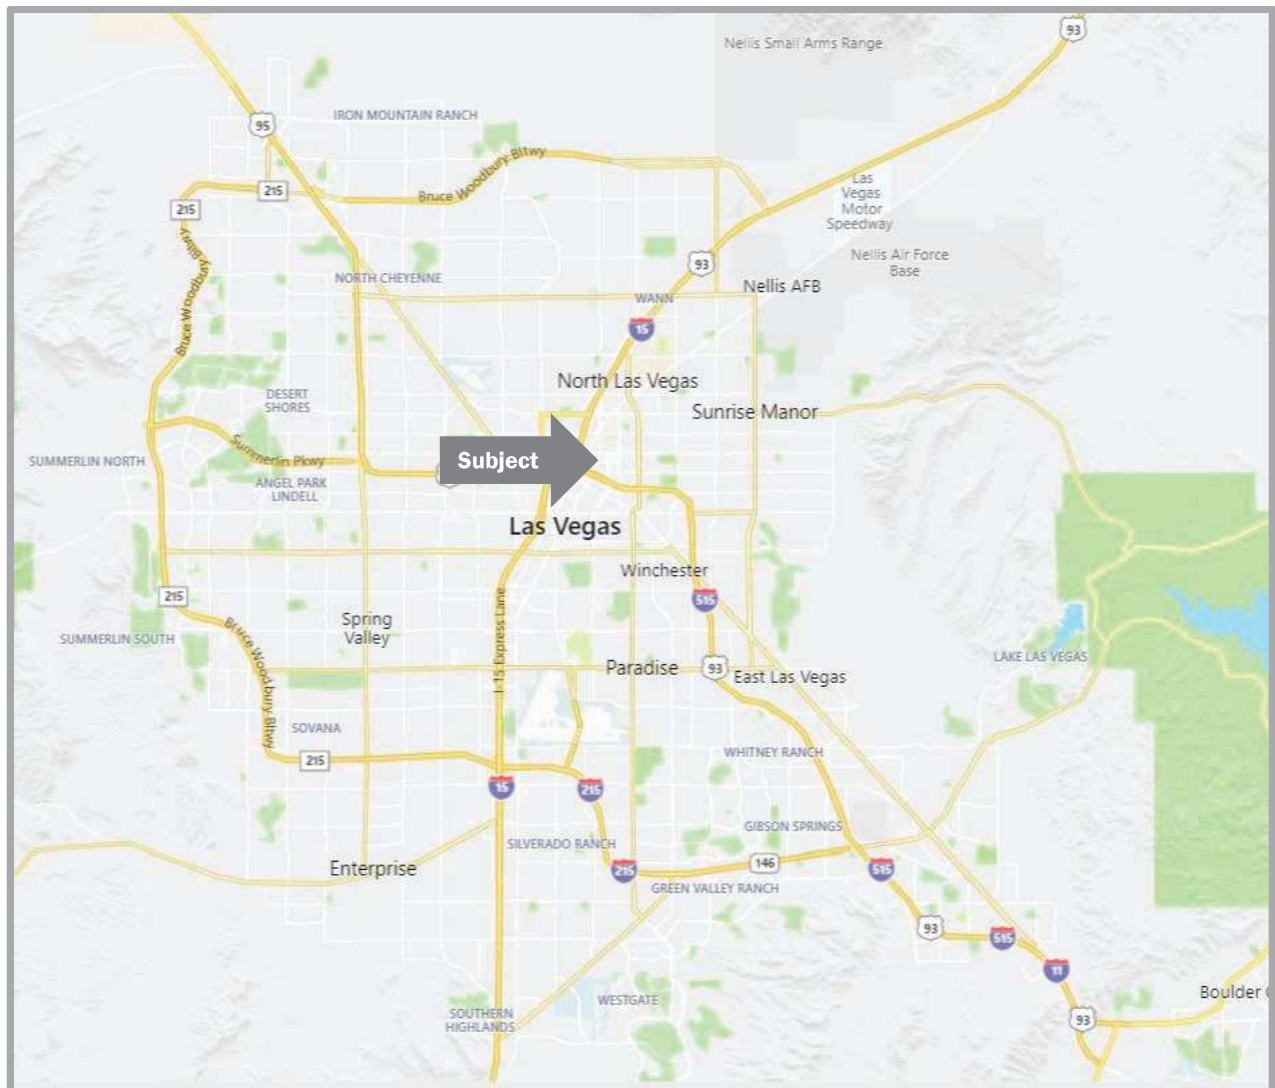 93
Nellis Small Arms Range
IRON MOUNTAIN RANCH
95
Bruce Woodbury Bltwy
215
215
Las
Vegas
Motor
Speedway
Bruce Woodbury Bltwy
Nellis Air Force
Base
93
NORTH CHEYENNE
Nellis AFB
WANN
15
North Las Vegas
DESERT
SHORES
Sunrise Manor
Summerlin Pkwy
SUMMERLIN NORTH
Subject
ANGEL PARK
LINDELL
Las Vegas
Winchester
215
515
Spring
Valley
Bruce Woodbury Bltwy
SUMMERLIN SOUTH
I-15 Express Lane
LAKE LAS VEGAS
Paradise
93
East Las Vegas
SOVANA
WHITNEY RANCH
215
15
215
GIBSON SPRINGS
SILVERADO RANCH
Enterprise
215
146
515
GREEN VALLEY RANCH
93
515
11
Boulder
WESTGATE
SOUTHERN
HIGHLANDS
93